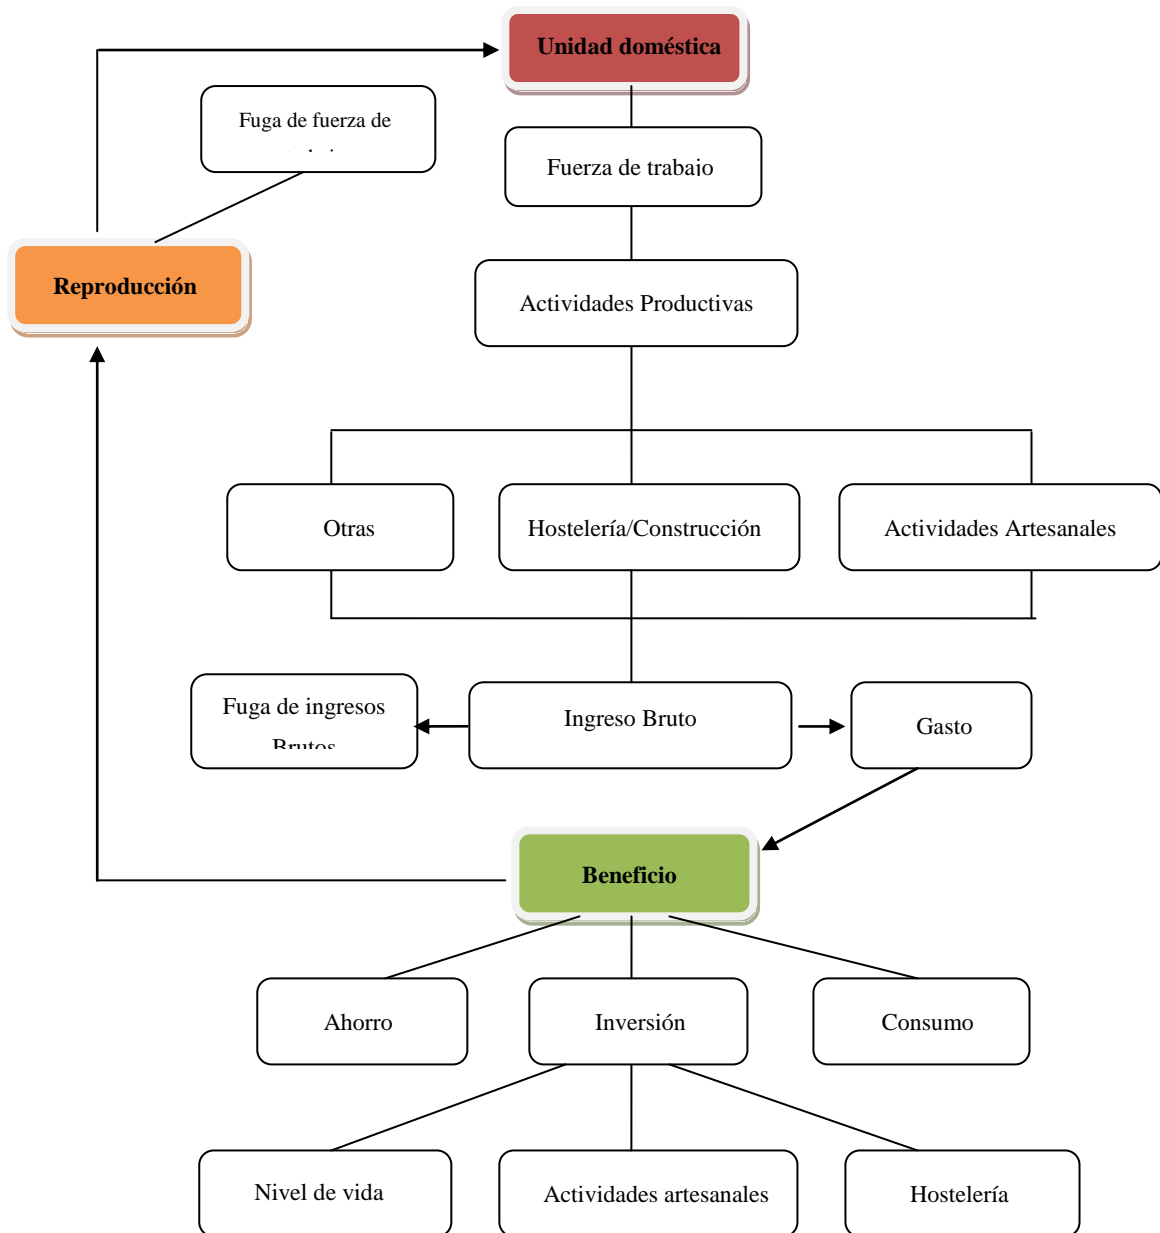 Unidad doméstica
Fuga de fuerza de
Fuerza de trabajo
Reproducción
Actividades Productivas
Otras
Hostelería/Construcción
Actividades Artesanales
Fuga de ingresos
Brutos
Ingreso Bruto
Gasto
Beneficio
Ahorro
Inversión
Consumo
Nivel de vida
Actividades artesanales
Hostelería